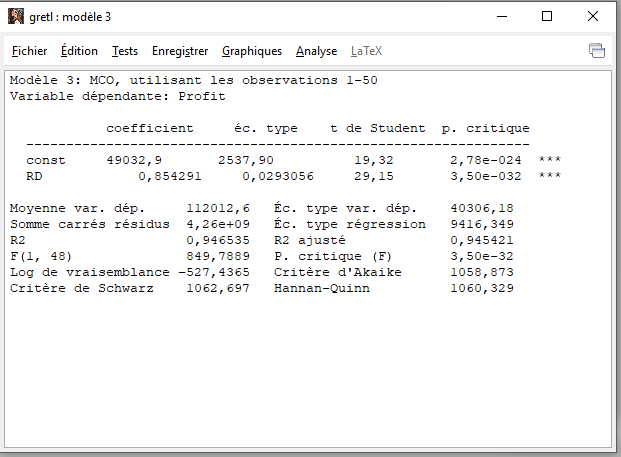 gretl : modèle 3
Fichier Édition Tests Enregistrer Graphiques Analyse LaTeX
Modèle 3: MCO, utilisant les observations 1-50
Variable dépendante: Profit
coefficient éc. type t de Student p. critique
const 49032,9 2537,90 19,32 2,78e-024 ***
RD 0,854291 0,0293056 29,15 3,50e-032 ***
Moyenne var. dép. 112012,6 Éc. type var. dép. 40306,18
Somme carrés résidus 4,26e+09 Éc. type régression 9416,349
R2 0,946535 R2 ajusté 0,945421
F(1, 48) 849,7889 P. critique (F) 3,50e-32
Log de vraisemblance -527,4365 Critère d'Akaike 1058,873
Critère de Schwarz 1062,697 Hannan-Quinn 1060,329